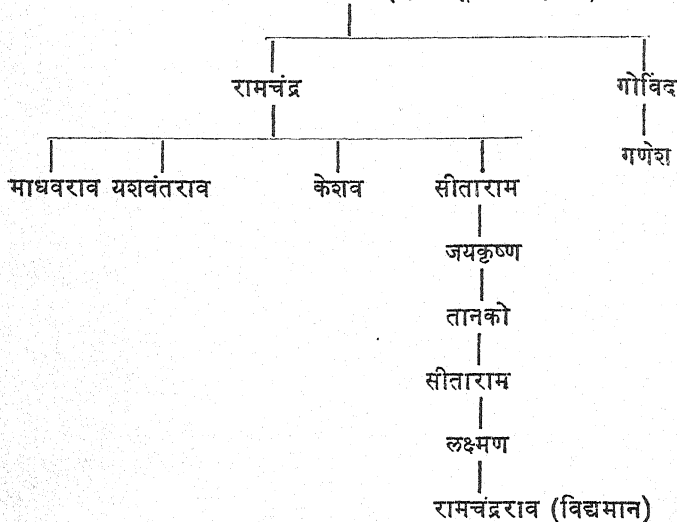 रामचंद्र गोविंद
गणेश
माधवराव यशवंतराव केशव सीताराम
जयकृष्ण
तानको
सीताराम
लक्ष्मण
रामचंद्रराव (विद्यमान)